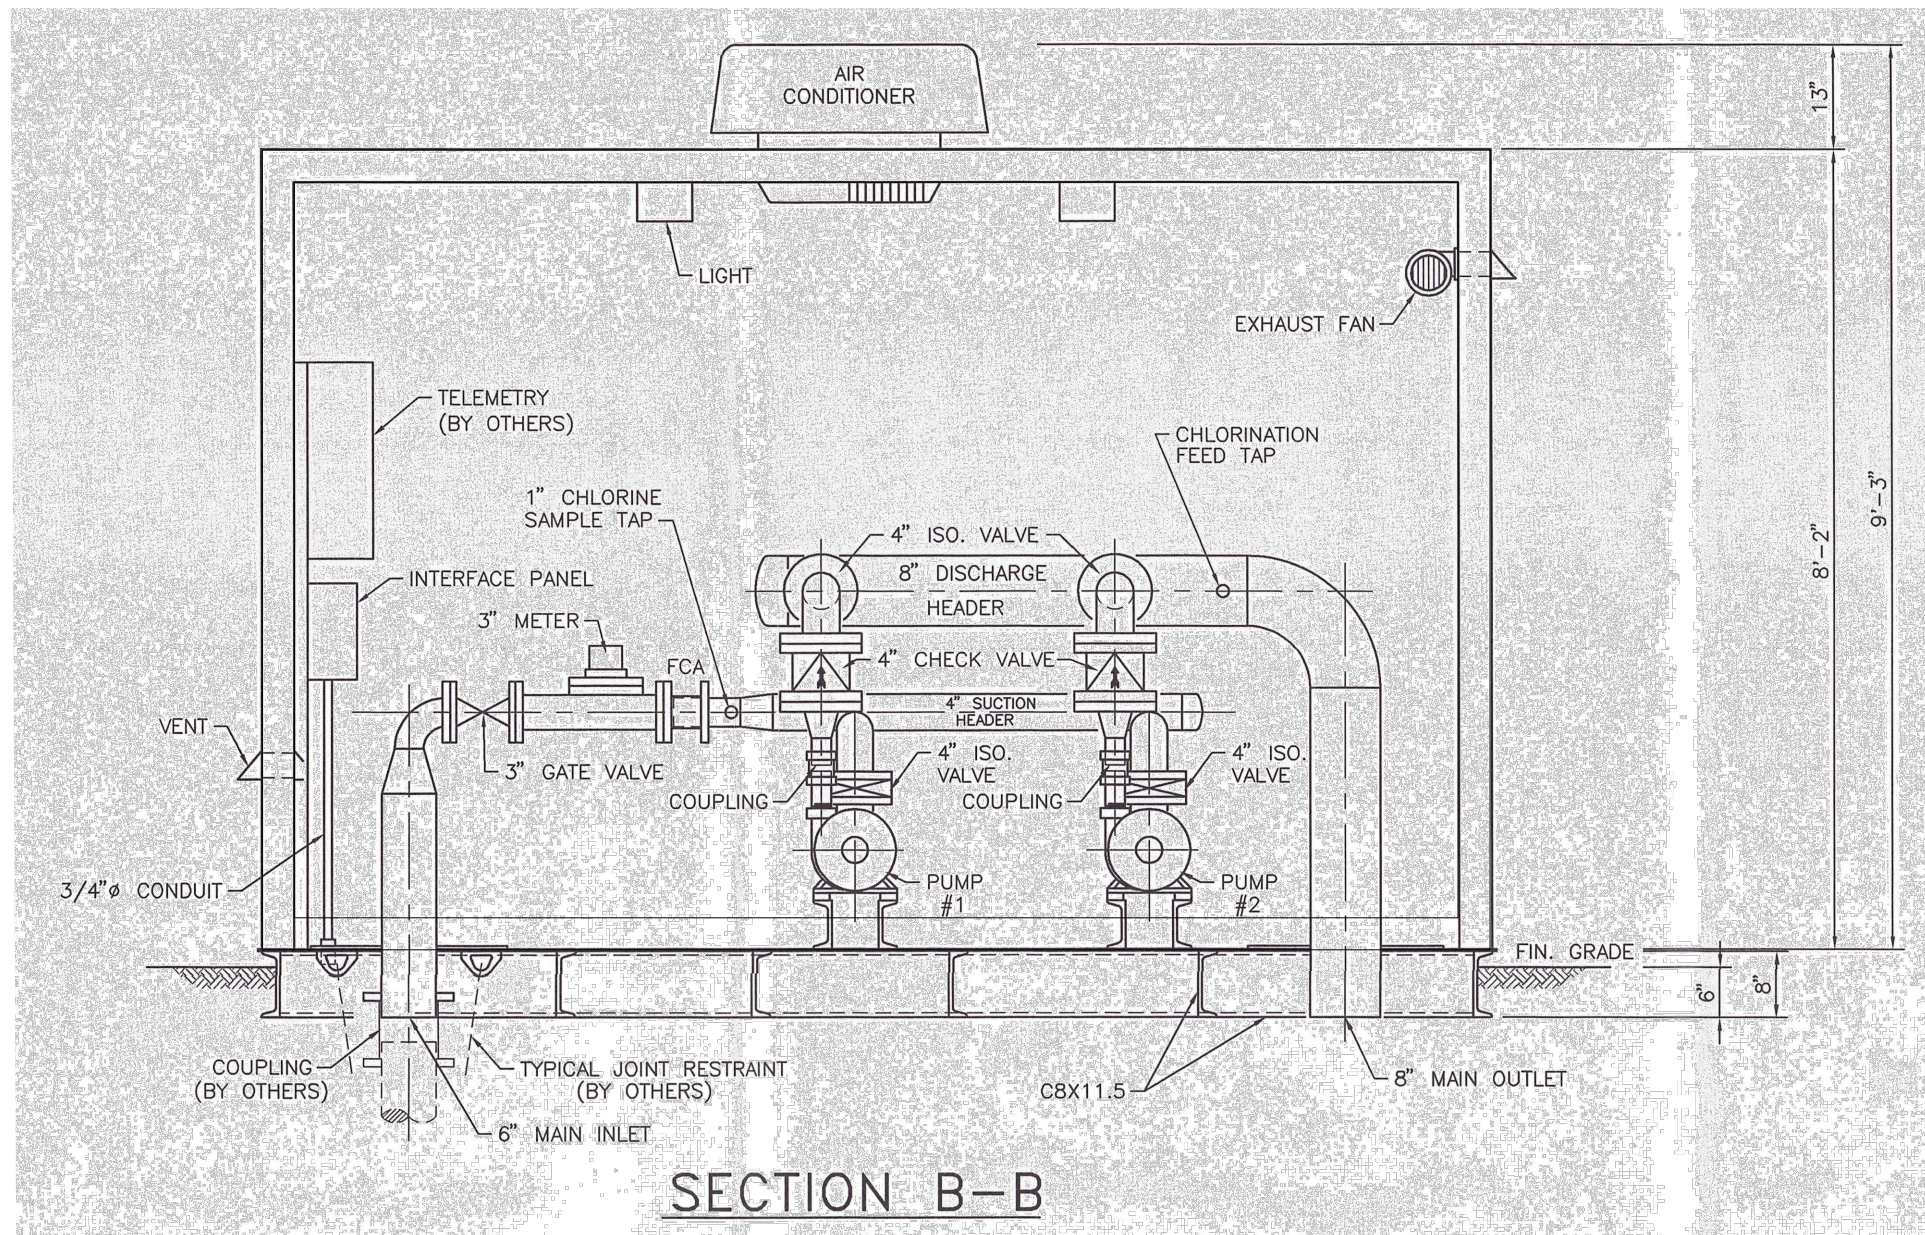 AIR
CONDITIONER
13"
LIGHT
EXHAUST FAN
TELEMETRY
(BY OTHERS)
CHLORINATION
FEED TAP
1" CHLORINE
SAMPLE TAP
9'-3"
8'-2"
4" ISO. VALVE
8" DISCHARGE
HEADER
INTERFACE PANEL
3" METER
FCA
4" CHECK VALVE
4" SUCTION
HEADER
VENT
3" GATE VALVE
4" ISO.
VALVE
4" ISO.
VALVE
COUPLING
COUPLING
3/4"ø CONDUIT
PUMP
#1
PUMP
#2
FIN. GRADE
6"
8"
COUPLING
(BY OTHERS)
TYPICAL JOINT RESTRAINT
(BY OTHERS)
C8X11.5
8" MAIN OUTLET
6" MAIN INLET
SECTION B-B